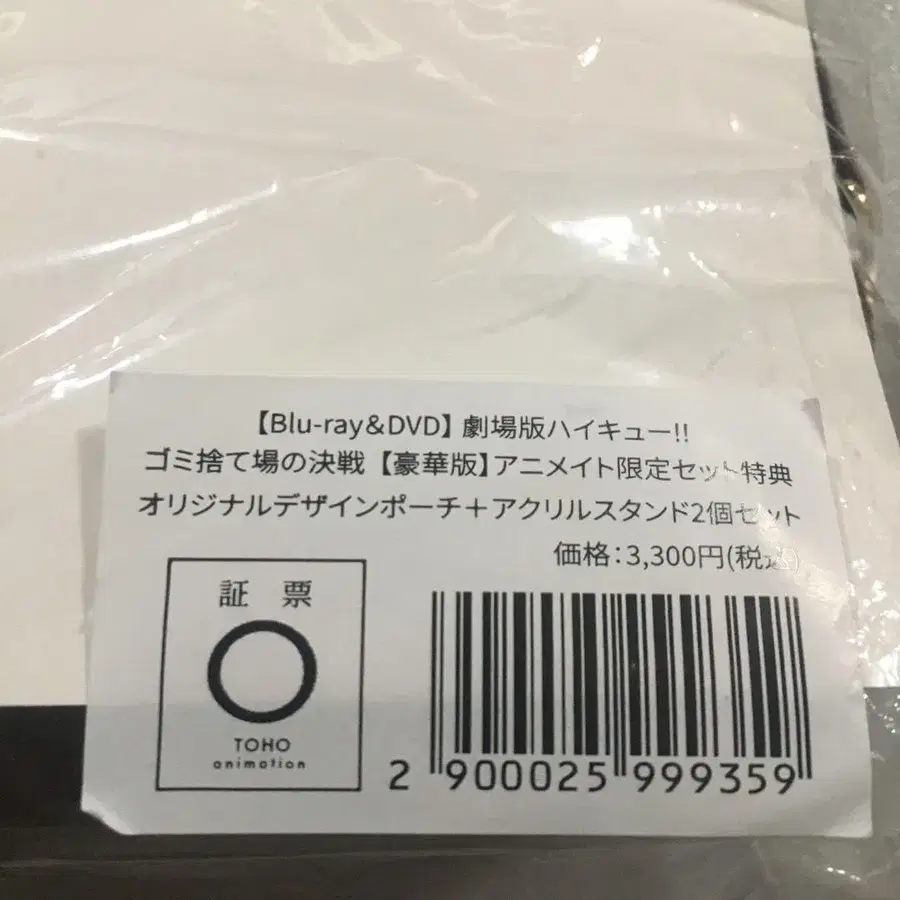 【Blu-ray&DVD】劇場版ハイキュー!!
ゴミ捨て場の決戦【豪華版】アニメイト限定セット特典
オリジナルデザインポーチ＋アクリルスタンド2個セット
価格：3,300円(税込)
証 票
TOHO
animation
2 900025 999359